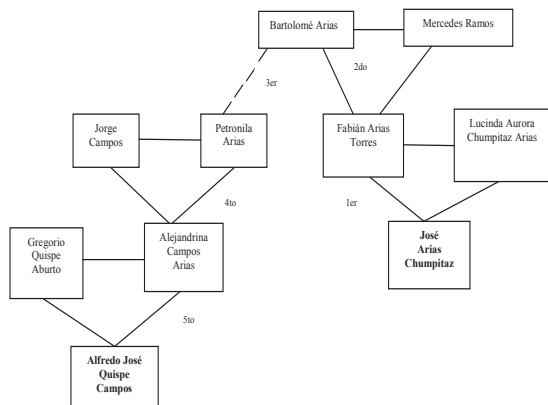 Bartolomé Arias
Mercedes Ramos
2do
3er
Jorge
Campos
Petronila
Arias
Fabián Arias
Torres
Lucinda Aurora
Chumpitaz Arias
4to
1er
Gregorio
Quispe
Aburto
Alejandrina
Campos
Arias
José
Arias
Chumpitaz
5to
Alfredo José
Quispe
Campos